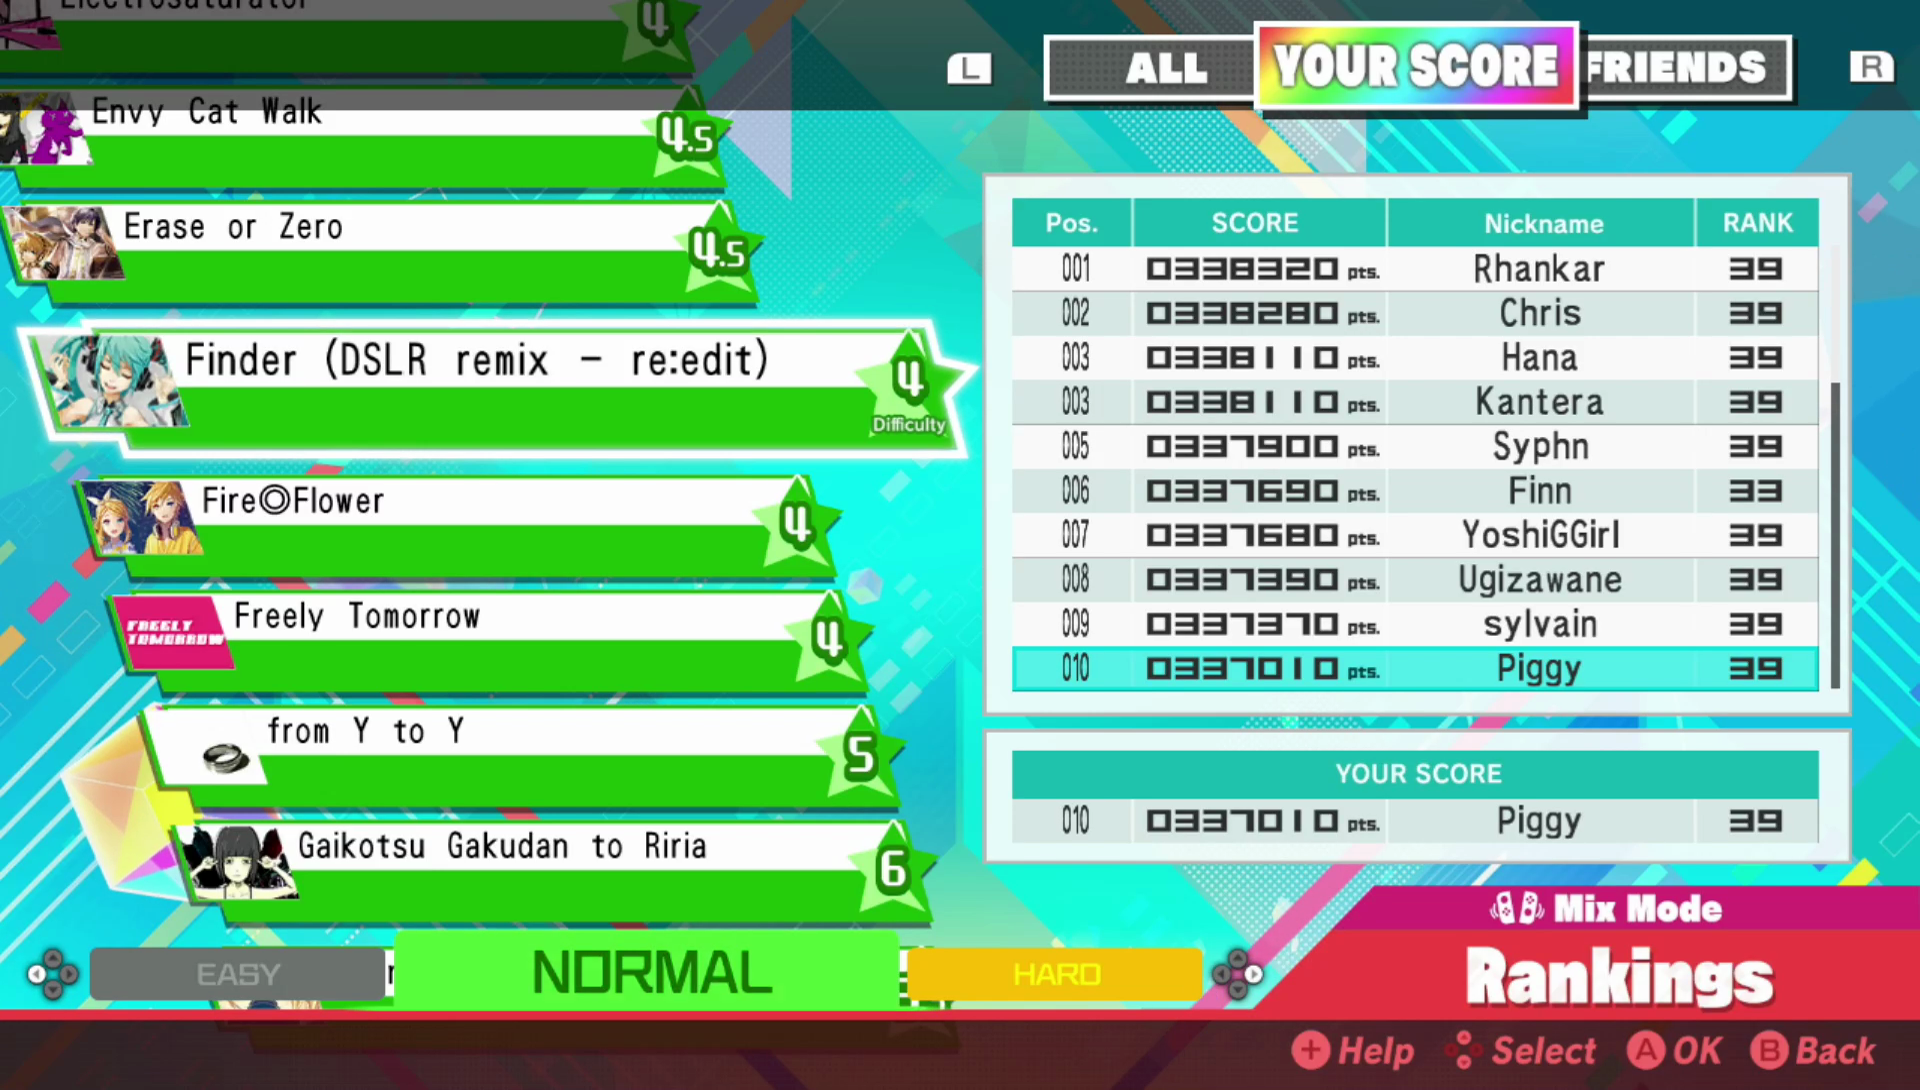 Electrosaturator
4
L
ALL
YOUR SCORE
FRIENDS
R
Envy Cat Walk
4.5
Erase or Zero
4.5
Finder (DSLR remix - re:edit)
4
Difficulty
Fire◎Flower
4
FREELY
TOMORROW
Freely Tomorrow
4
from Y to Y
5
Gaikotsu Gakudan to Riria
6
Pos. SCORE Nickname RANK
001 0338320 pts. Rhankar 39
002 0338280 pts. Chris 39
003 0338110 pts. Hana 39
003 0338110 pts. Kantera 39
005 0337900 pts. Syphn 39
006 0337690 pts. Finn 33
007 0337680 pts. YoshiGGirl 39
008 0337390 pts. Ugizawane 39
009 0337370 pts. sylvain 39
010 0337010 pts. Piggy 39
YOUR SCORE
010 0337010 pts. Piggy 39
Mix Mode
Rankings
EASY
NORMAL
HARD
+ Help
Select
A OK
B Back